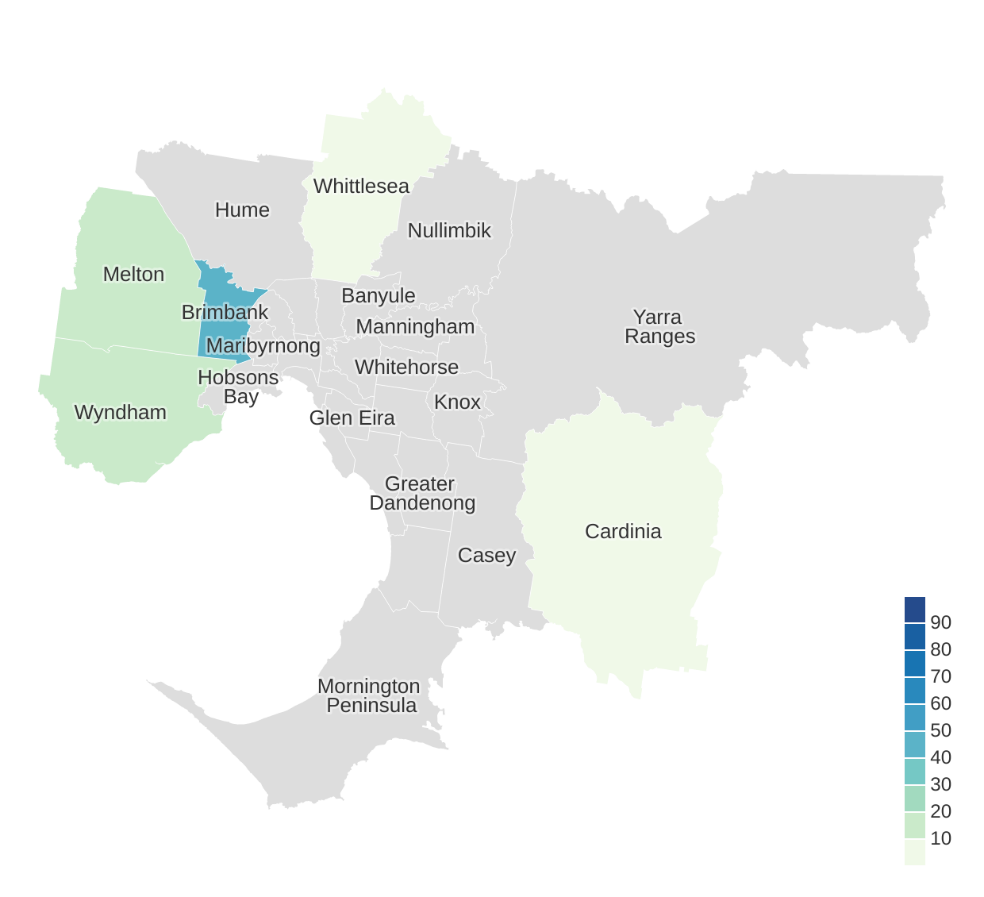 Whittlesea
Hume
Nullimbik
Melton
Banyule
Brimbank
Manningham
Yarra
Ranges
Maribyrnong
Whitehorse
Hobsons
Bay
Knox
Wyndham
Glen Eira
Greater
Dandenong
Cardinia
Casey
Mornington
Peninsula
90
80
70
60
50
40
30
20
10